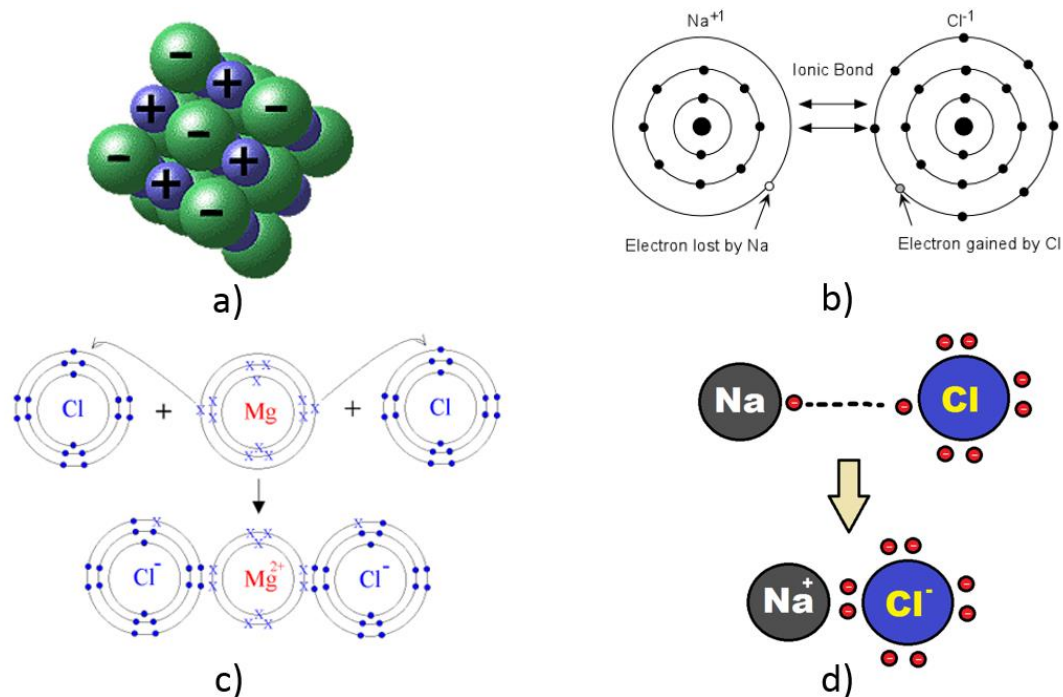 − + + −
− + −
− + −
a)
Na+1 Cl-1
Ionic Bond
Electron lost by Na Electron gained by Cl
b)
Cl + Mg + Cl
Cl- Mg2+ Cl-
c)
Na Cl
Na+ Cl-
d)